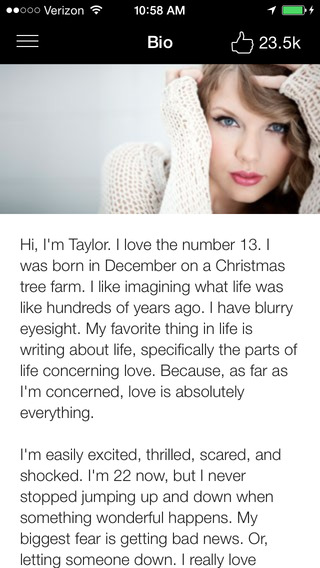 Verizon 10:58 AM
Bio 23.5k
Hi, I'm Taylor. I love the number 13. I
was born in December on a Christmas
tree farm. I like imagining what life was
like hundreds of years ago. I have blurry
eyesight. My favorite thing in life is
writing about life, specifically the parts of
life concerning love. Because, as far as
I'm concerned, love is absolutely
everything.
I'm easily excited, thrilled, scared, and
shocked. I'm 22 now, but I never
stopped jumping up and down when
something wonderful happens. My
biggest fear is getting bad news. Or,
letting someone down. I really love